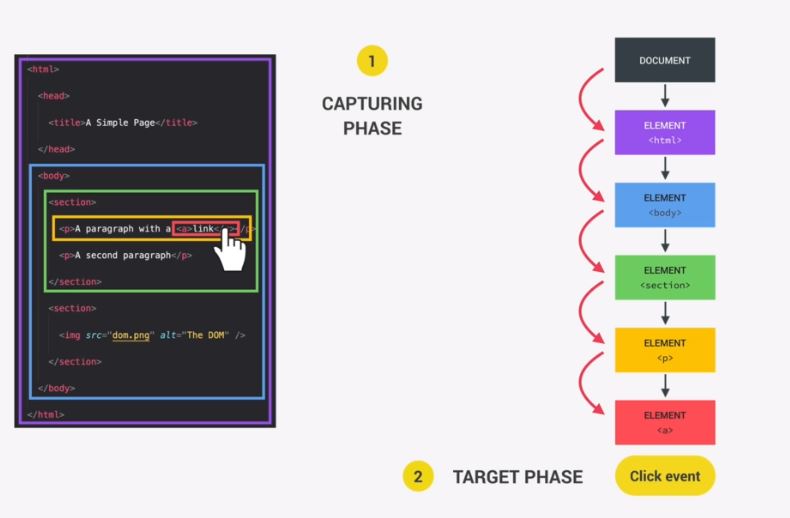 <html>
<head>
<title>A Simple Page</title>
</head>
<body>
<section>
<p>A paragraph with a <a>link< > </p>
<p>A second paragraph</p>
</section>
<section>
<img src="dom.png" alt="The DOM" />
</section>
</body>
</html>
1
CAPTURING
PHASE
DOCUMENT
ELEMENT
<html>
ELEMENT
<body>
ELEMENT
<section>
ELEMENT
<p>
ELEMENT
<a>
2 TARGET PHASE
Click event